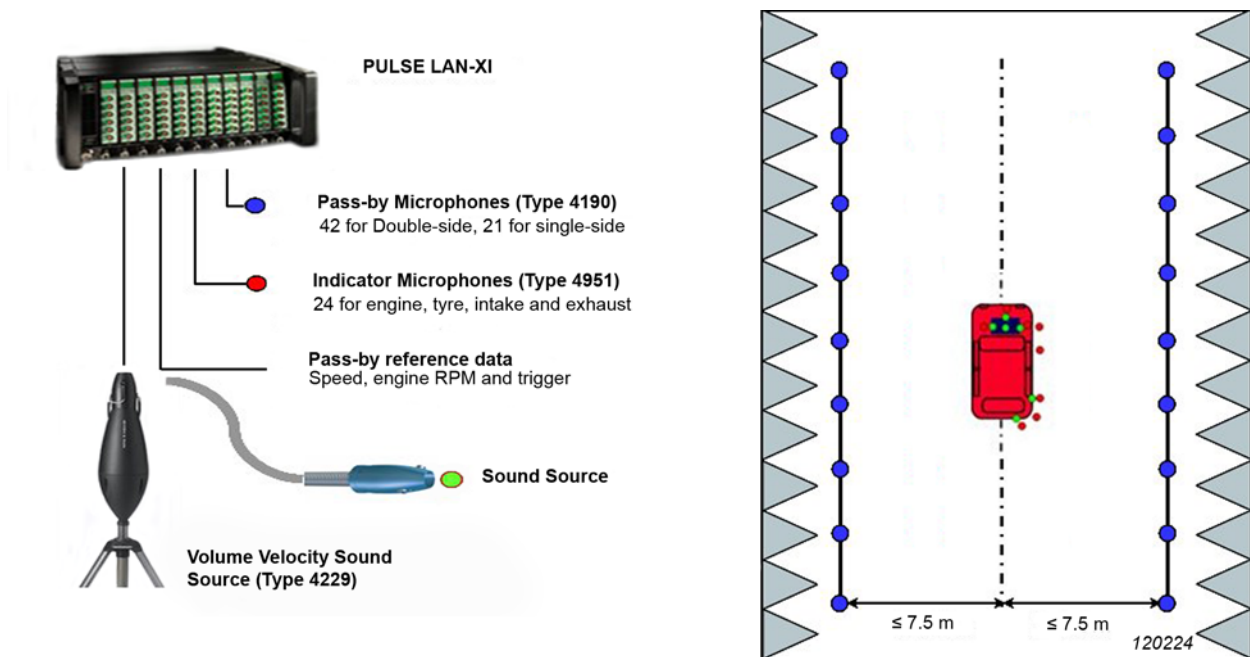 PULSE LAN-XI
Pass-by Microphones (Type 4190)
42 for Double-side, 21 for single-side
Indicator Microphones (Type 4951)
24 for engine, tyre, intake and exhaust
Pass-by reference data
Speed, engine RPM and trigger
Sound Source
Volume Velocity Sound
Source (Type 4229)
≤ 7.5 m
≤ 7.5 m
120224